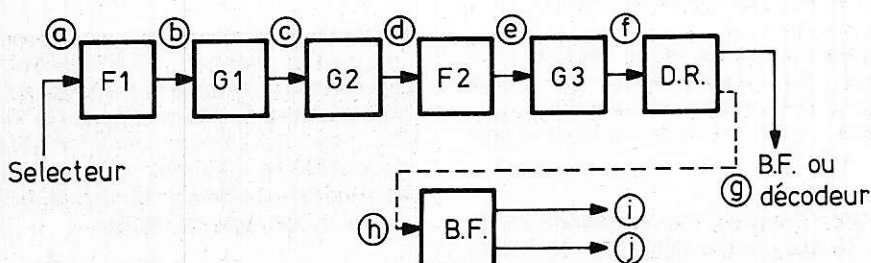 a b c d e f
F1 G1 G2 F2 G3 D.R.
Selecteur
B.F. ou
décodeur
g
h B.F. i
j